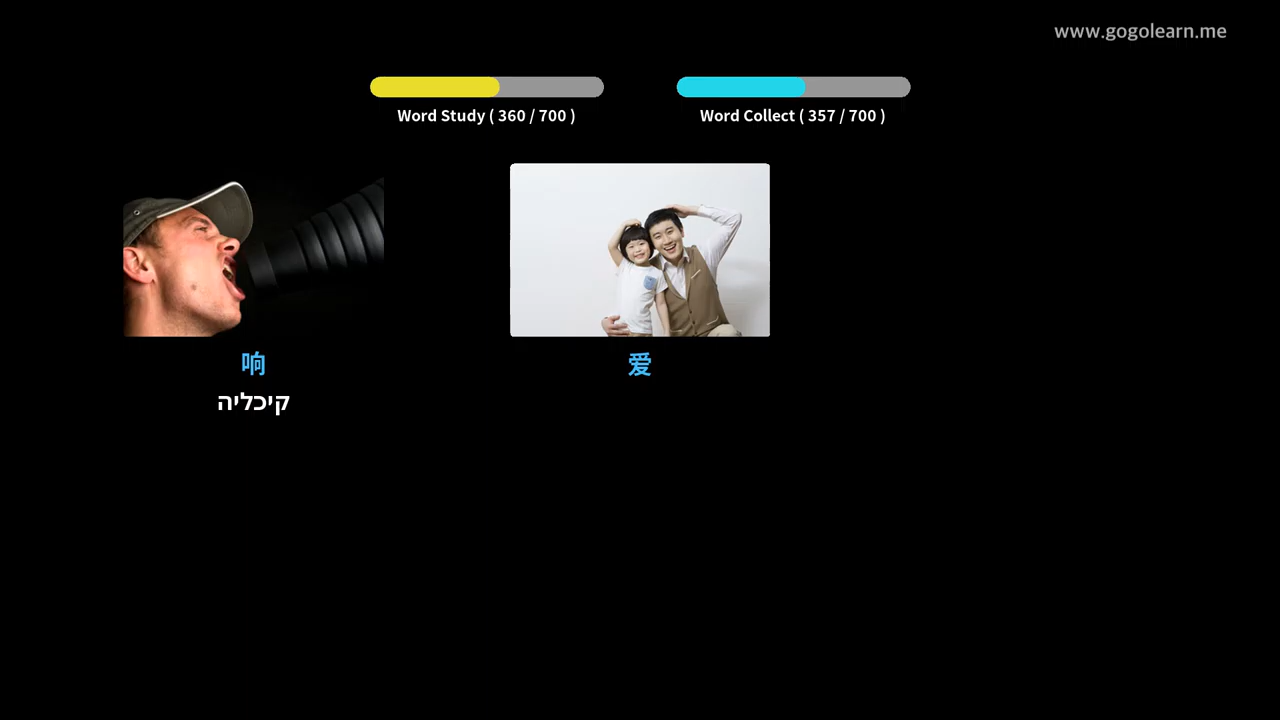 www.gogolearn.me
Word Study ( 360 / 700 )
Word Collect ( 357 / 700 )
响
קיכליה
爱